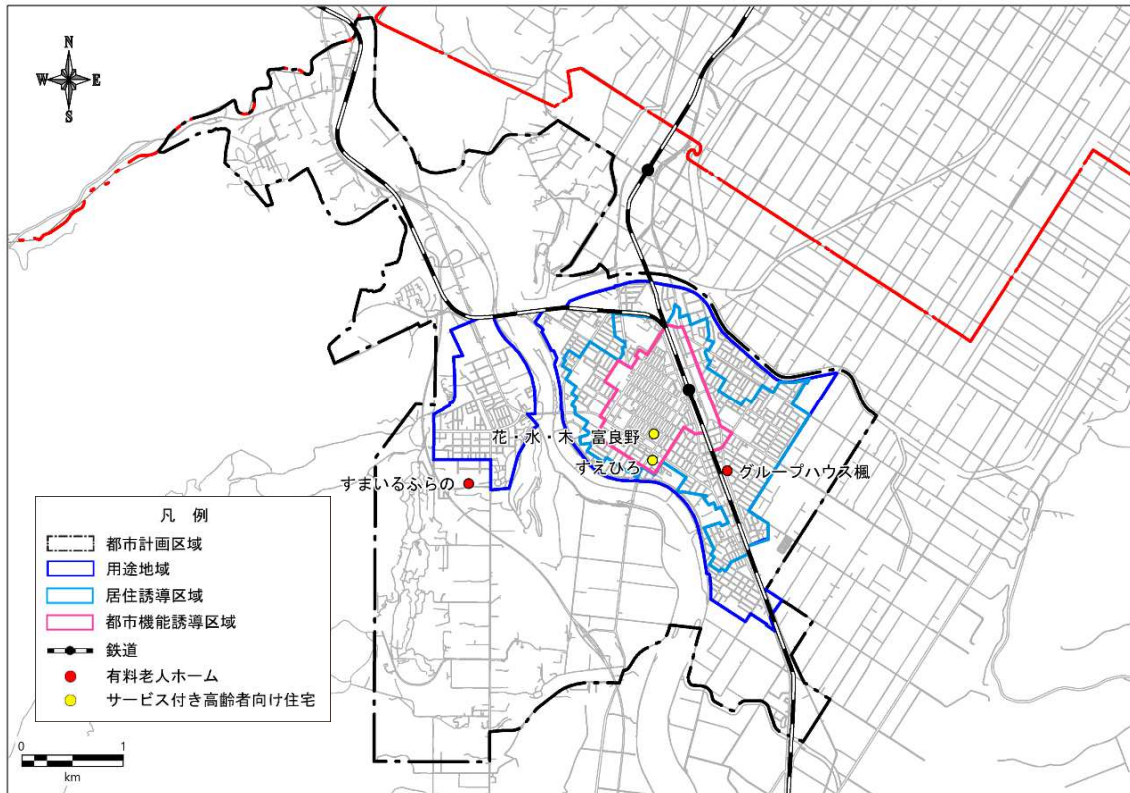 N
W E
S
花・水・木 富良野
すえひろ
グループハウス楓
すまいるふらの
凡 例
都市計画区域
用途地域
居住誘導区域
都市機能誘導区域
鉄道
有料老人ホーム
サービス付き高齢者向け住宅
0 1
km